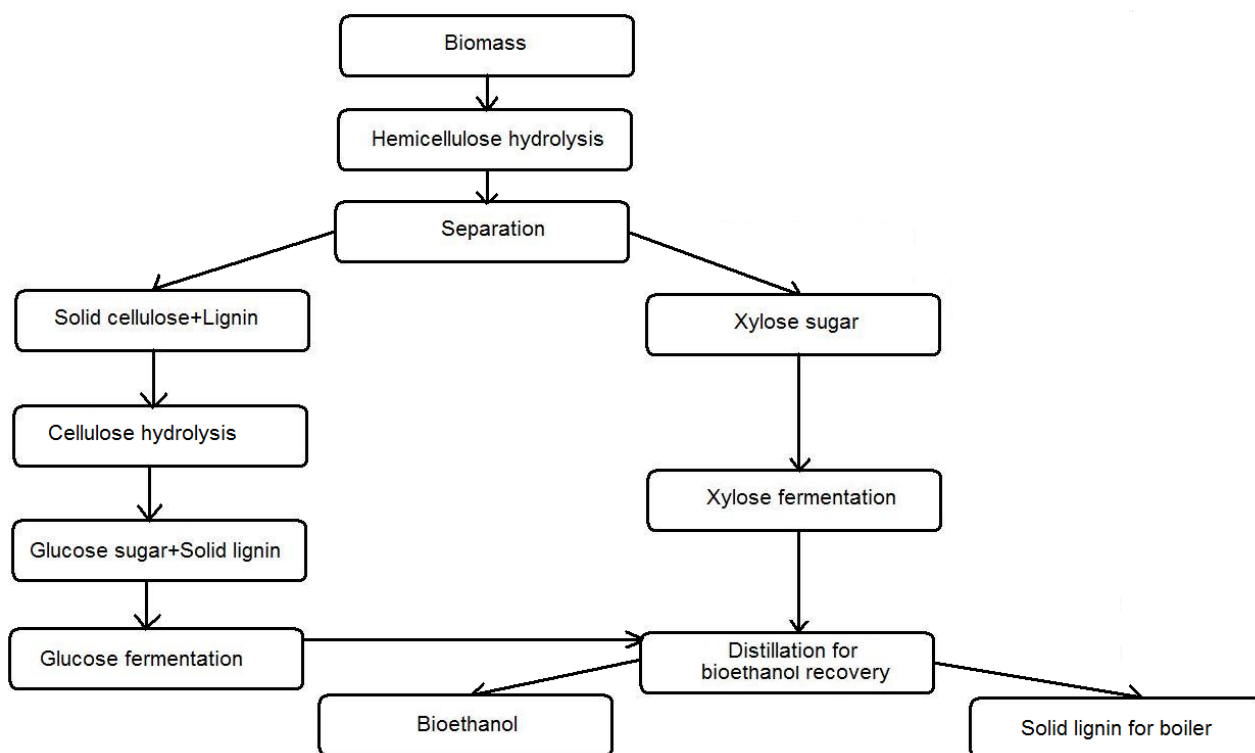 Biomass
Hemicellulose hydrolysis
Separation
Solid cellulose+Lignin
Xylose sugar
Cellulose hydrolysis
Xylose fermentation
Glucose sugar+Solid lignin
Glucose fermentation
Distillation for
bioethanol recovery
Bioethanol
Solid lignin for boiler